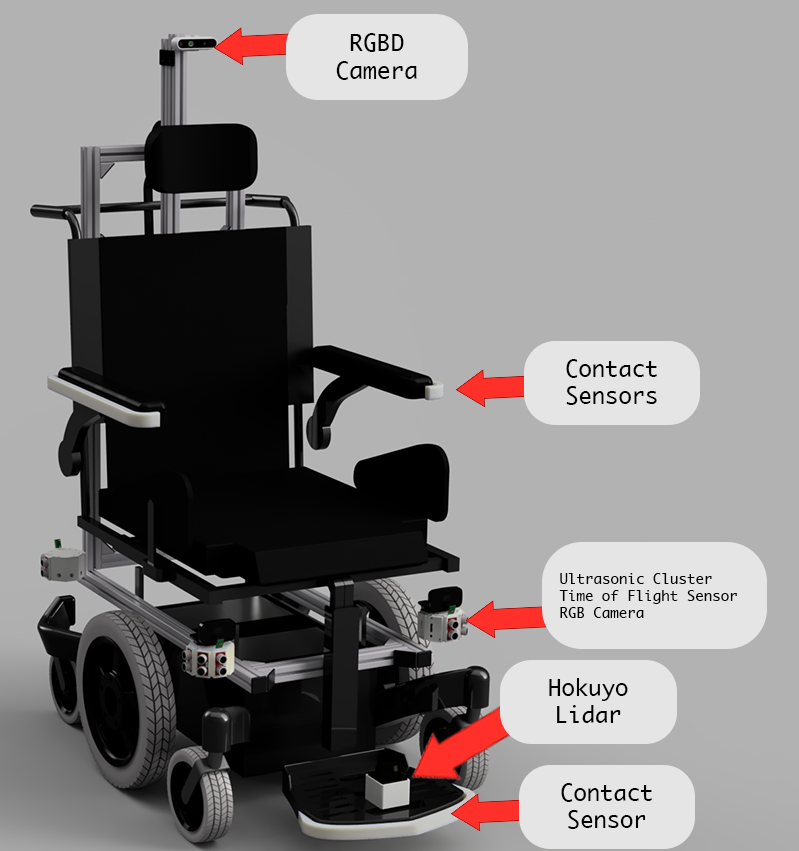 RGBD
Camera
Contact
Sensors
Ultrasonic Cluster
Time of Flight Sensor
RGB Camera
Hokuyo
Lidar
Contact
Sensor